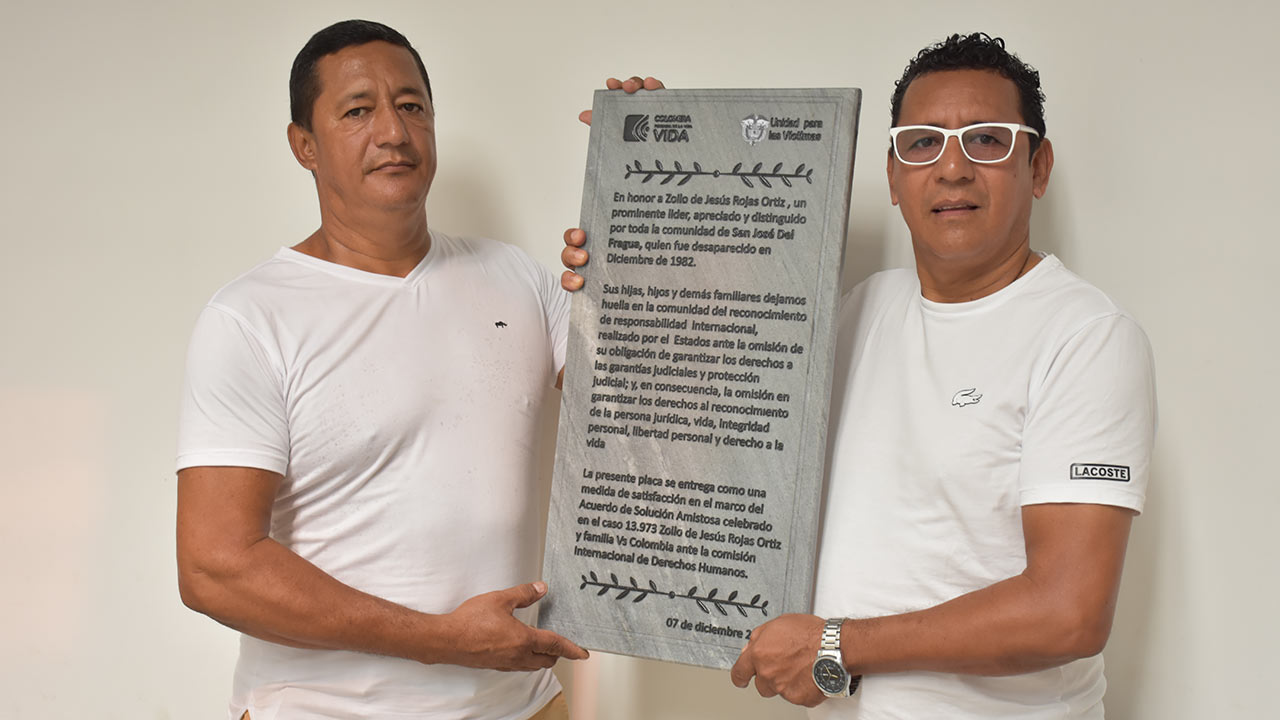 COLOMBIA
POTENCIA DE LA VIDA
VIDA
Unidad para
las Víctimas
En honor a Zoilo de Jesús Rojas Ortiz , un
prominente líder, apreciado y distinguido
por toda la comunidad de San José Del
Fragua, quien fue desaparecido en
Diciembre de 1982.
Sus hijas, hijos y demás familiares dejamos
huella en la comunidad del reconocimiento
de responsabilidad Internacional,
realizado por el Estados ante la omisión de
su obligación de garantizar los derechos a
las garantías judiciales y protección
judicial; y, en consecuencia, la omisión en
garantizar los derechos al reconocimiento
de la persona jurídica, vida, integridad
personal, libertad personal y derecho a la
vida
La presente placa se entrega como una
medida de satisfacción en el marco del
Acuerdo de Solución Amistosa celebrado
en el caso 13.973 Zoilo de Jesús Rojas Ortiz
y familia Vs Colombia ante la comisión
Internacional de Derechos Humanos.
07 de diciembre 2
LACOSTE